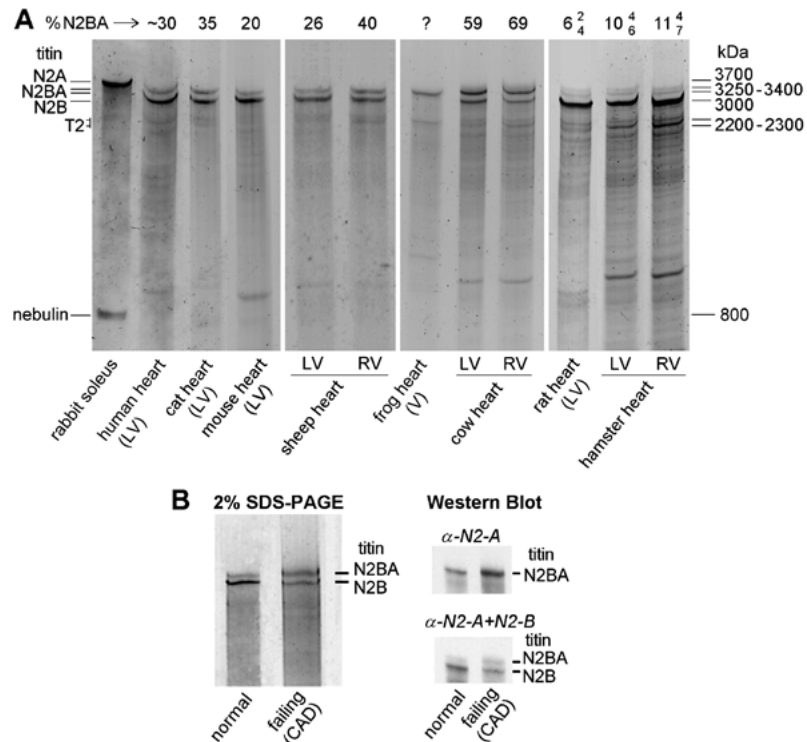 A
%N2BA → ~30 35 20 26 40 ? 59 69 6 2 4 10 4 6 11 4 7
titin
N2A
N2BA
N2B
T2
nebulin
kDa
3700
3250 - 3400
3000
2200 - 2300
800
rabbit soleus
human heart (LV)
cat heart (LV)
mouse heart (LV)
LV RV
sheep heart
frog heart (V)
LV RV
cow heart
rat heart (LV)
LV RV
hamster heart
B 2% SDS-PAGE Western Blot
titin
N2BA
N2B
normal
failing (CAD)
α-N2-A
titin
N2BA
α-N2-A+N2-B
titin
N2BA
N2B
normal
failing (CAD)